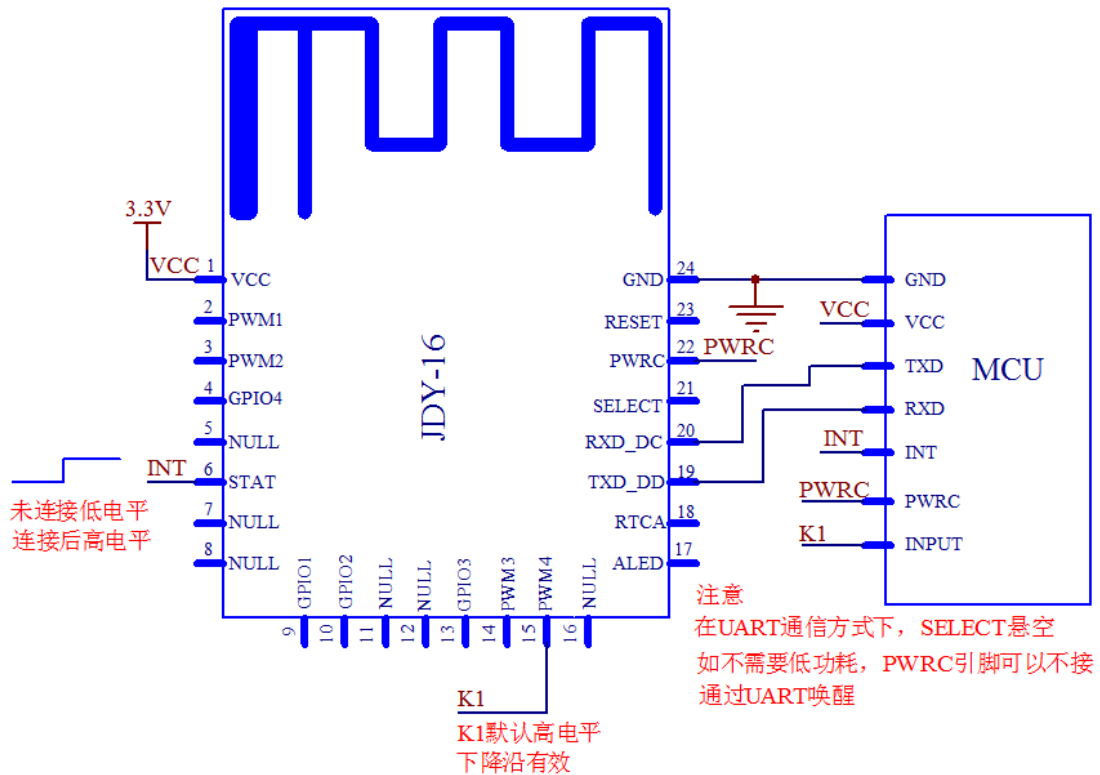 3.3V
VCC 1 VCC
2 PWM1
3 PWM2
4 GPIO4
5 NULL
INT 6 STAT
7 NULL
8 NULL
未连接低电平
连接后高电平
JDY-16
GND 24
RESET 23
PWRC 22 PWRC
SELECT 21
RXD_DC 20
TXD_DD 19
RTCA 18
ALED 17
GPIO1 9
GPIO2 10
NULL 11
NULL 12
GPIO3 13
PWM3 14
PWM4 15
NULL 16
K1
K1默认高电平
下降沿有效
MCU
GND
VCC VCC
TXD
RXD
INT INT
PWRC PWRC
K1 INPUT
注意
在UART通信方式下，SELECT悬空
如不需要低功耗，PWRC引脚可以不接
通过UART唤醒